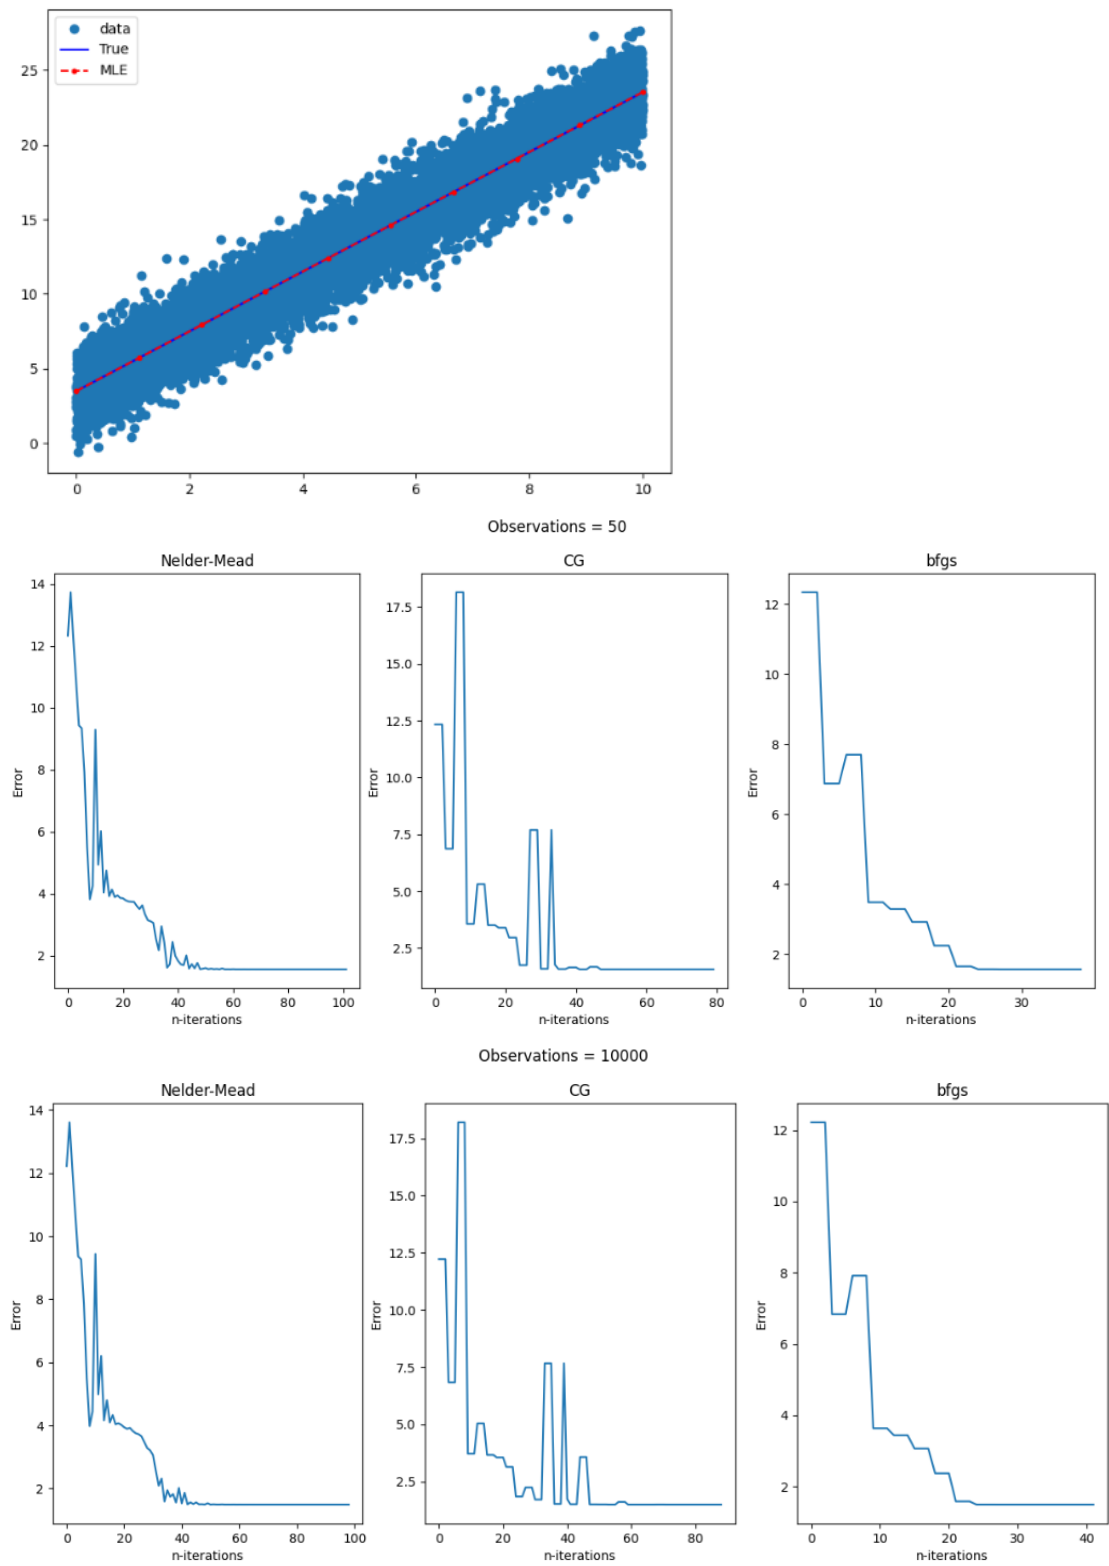 data
True
MLE
25
20
15
10
5
0
0 2 4 6 8 10
Observations = 50
Nelder-Mead
14
12
10
8
6
4
2
Error
0 20 40 60 80 100
n-iterations
CG
17.5
15.0
12.5
10.0
7.5
5.0
2.5
Error
0 20 40 60 80
n-iterations
bfgs
12
10
8
6
4
2
Error
0 10 20 30
n-iterations
Observations = 10000
Nelder-Mead
14
12
10
8
6
4
2
Error
0 20 40 60 80 100
n-iterations
CG
17.5
15.0
12.5
10.0
7.5
5.0
2.5
Error
0 20 40 60 80
n-iterations
bfgs
12
10
8
6
4
2
Error
0 10 20 30 40
n-iterations